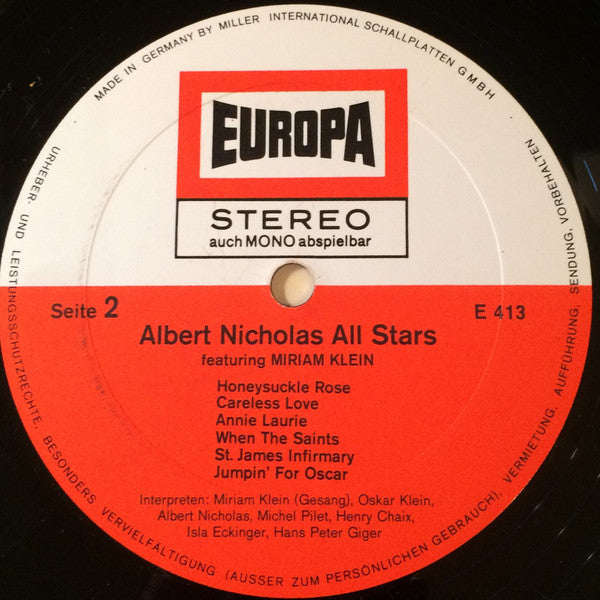 MADE IN GERMANY BY MILLER INTERNATIONAL SCHALLPLATTEN GMBH
EUROPA
STEREO
auch MONO abspielbar
Seite 2
E 413
Albert Nicholas All Stars
featuring MIRIAM KLEIN
Honeysuckle Rose
Careless Love
Annie Laurie
When The Saints
St. James Infirmary
Jumpin' For Oscar
Interpreten: Miriam Klein (Gesang), Oskar Klein,
Albert Nicholas, Michel Pilet, Henry Chaix,
Isla Eckinger, Hans Peter Giger
URHEBER- UND LEISTUNGSSCHUTZRECHTE, BESONDERS VERVIELFÄLTIGUNG (AUSSER ZUM PERSÖNLICHEN GEBRAUCH), VERMIETUNG, AUFFÜHRUNG, SENDUNG, VORBEHALTEN